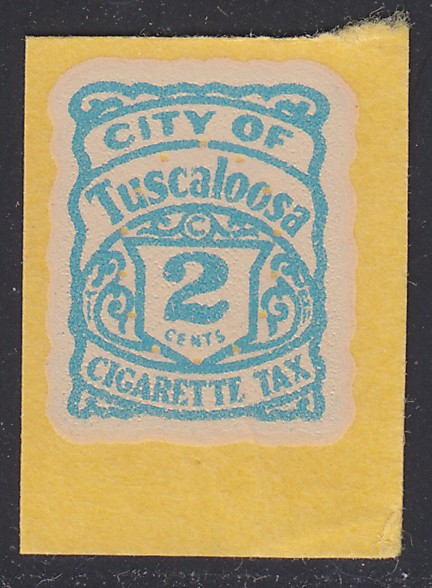 CITY OF
Tuscaloosa
C
2
CENTS
CIGARETTE TAX